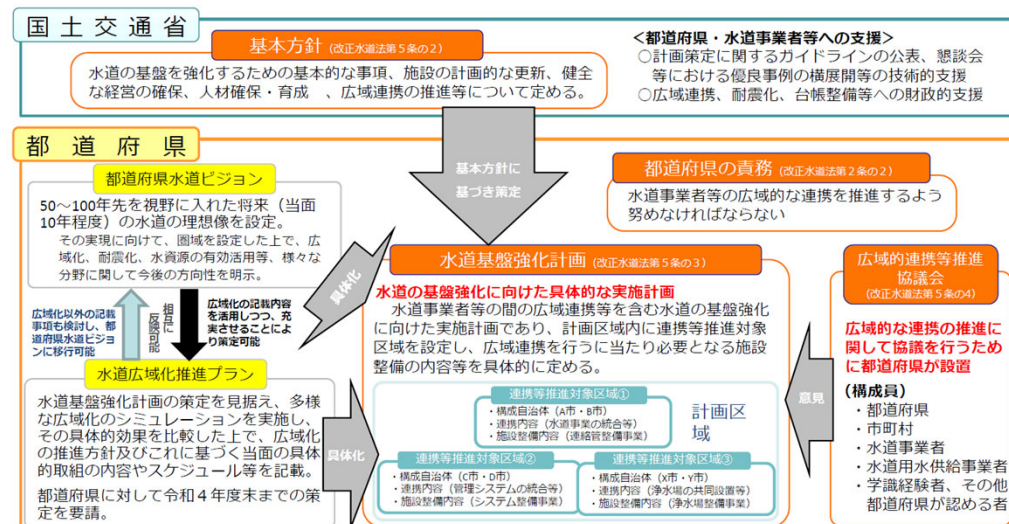 国土交通省
基本方針（改正水道法第５条の２）
水道の基盤を強化するための基本的な事項、施設の計画的な更新、健全
な経営の確保、人材確保・育成　、広域連携の推進等について定める。
＜都道府県・水道事業者等への支援＞
○計画策定に関するガイドラインの公表、懇談会
等における優良事例の横展開等の技術的支援
○広域連携、耐震化、台帳整備等への財政的支援
都道府県
基本方針に
基づき策定
都道府県の責務（改正水道法第２条の２）
水道事業者等の広域的な連携を推進するよう
努めなければならない
都道府県水道ビジョン
50～100年先を視野に入れた将来（当面
10年程度）の水道の理想像を設定。
その実現に向けて、圏域を設定した上で、広
域化、耐震化、水資源の有効活用等、様々な
分野に関して今後の方向性を明示。
具体化
広域化以外の記載
事項も検討し、都
道府県水道ビジョ
ンに移行可能
相互に
反映可能
広域化の記載内容
を活用しつつ、充
実させることによ
り策定可能
水道広域化推進プラン
水道基盤強化計画の策定を見据え、多様
な広域化のシミュレーションを実施し、
その具体的効果を比較した上で、広域化
の推進方針及びこれに基づく当面の具体
的取組の内容やスケジュール等を記載。
都道府県に対して令和４年度末までの策
定を要請。
具体化
水道基盤強化計画（改正水道法第５条の３）
水道の基盤強化に向けた具体的な実施計画
水道事業者等の間の広域連携等を含む水道の基盤強化
に向けた実施計画であり、計画区域内に連携等推進対象
区域を設定し、広域連携を行うに当たり必要となる施設
整備の内容等を具体的に定める。
連携等推進対象区域①
・構成自治体（A市・B市）
・連携内容（水道事業の統合等）
・施設整備内容（連絡管整備事業）
計画区
域
連携等推進対象区域②
・構成自治体（C市・D市）
・連携内容（管理システムの統合等）
・施設整備内容（システム整備事業）
連携等推進対象区域③
・構成自治体（X市・Y市）
・連携内容（浄水場の共同設置等）
・施設整備内容（浄水場整備事業）
意見
広域的連携等推進
協議会
（改正水道法第５条の4）
広域的な連携の推進に
関して協議を行うため
に都道府県が設置
（構成員）
・都道府県
・市町村
・水道事業者
・水道用水供給事業者
・学識経験者、その他
都道府県が認める者